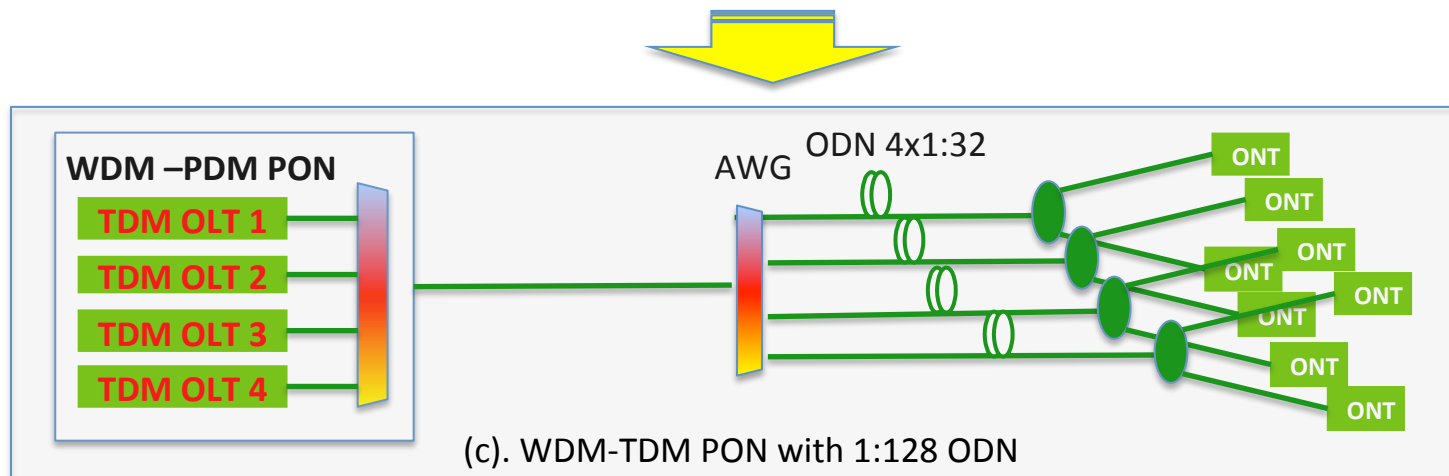 WDM –PDM PON
TDM OLT 1
TDM OLT 2
TDM OLT 3
TDM OLT 4
AWG
ODN 4x1:32
ONT
ONT
ONT
ONT
ONT
ONT
ONT
ONT
(c). WDM-TDM PON with 1:128 ODN